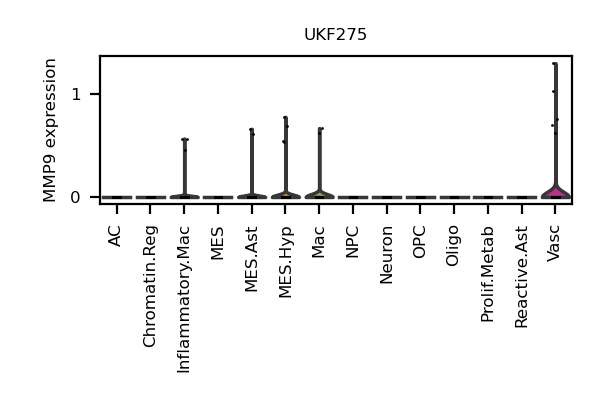 UKF275
MMP9 expression
1
0
AC
Chromatin.Reg
Inflammatory.Mac
MES
MES.Ast
MES.Hyp
Mac
NPC
Neuron
OPC
Oligo
Prolif.Metab
Reactive.Ast
Vasc